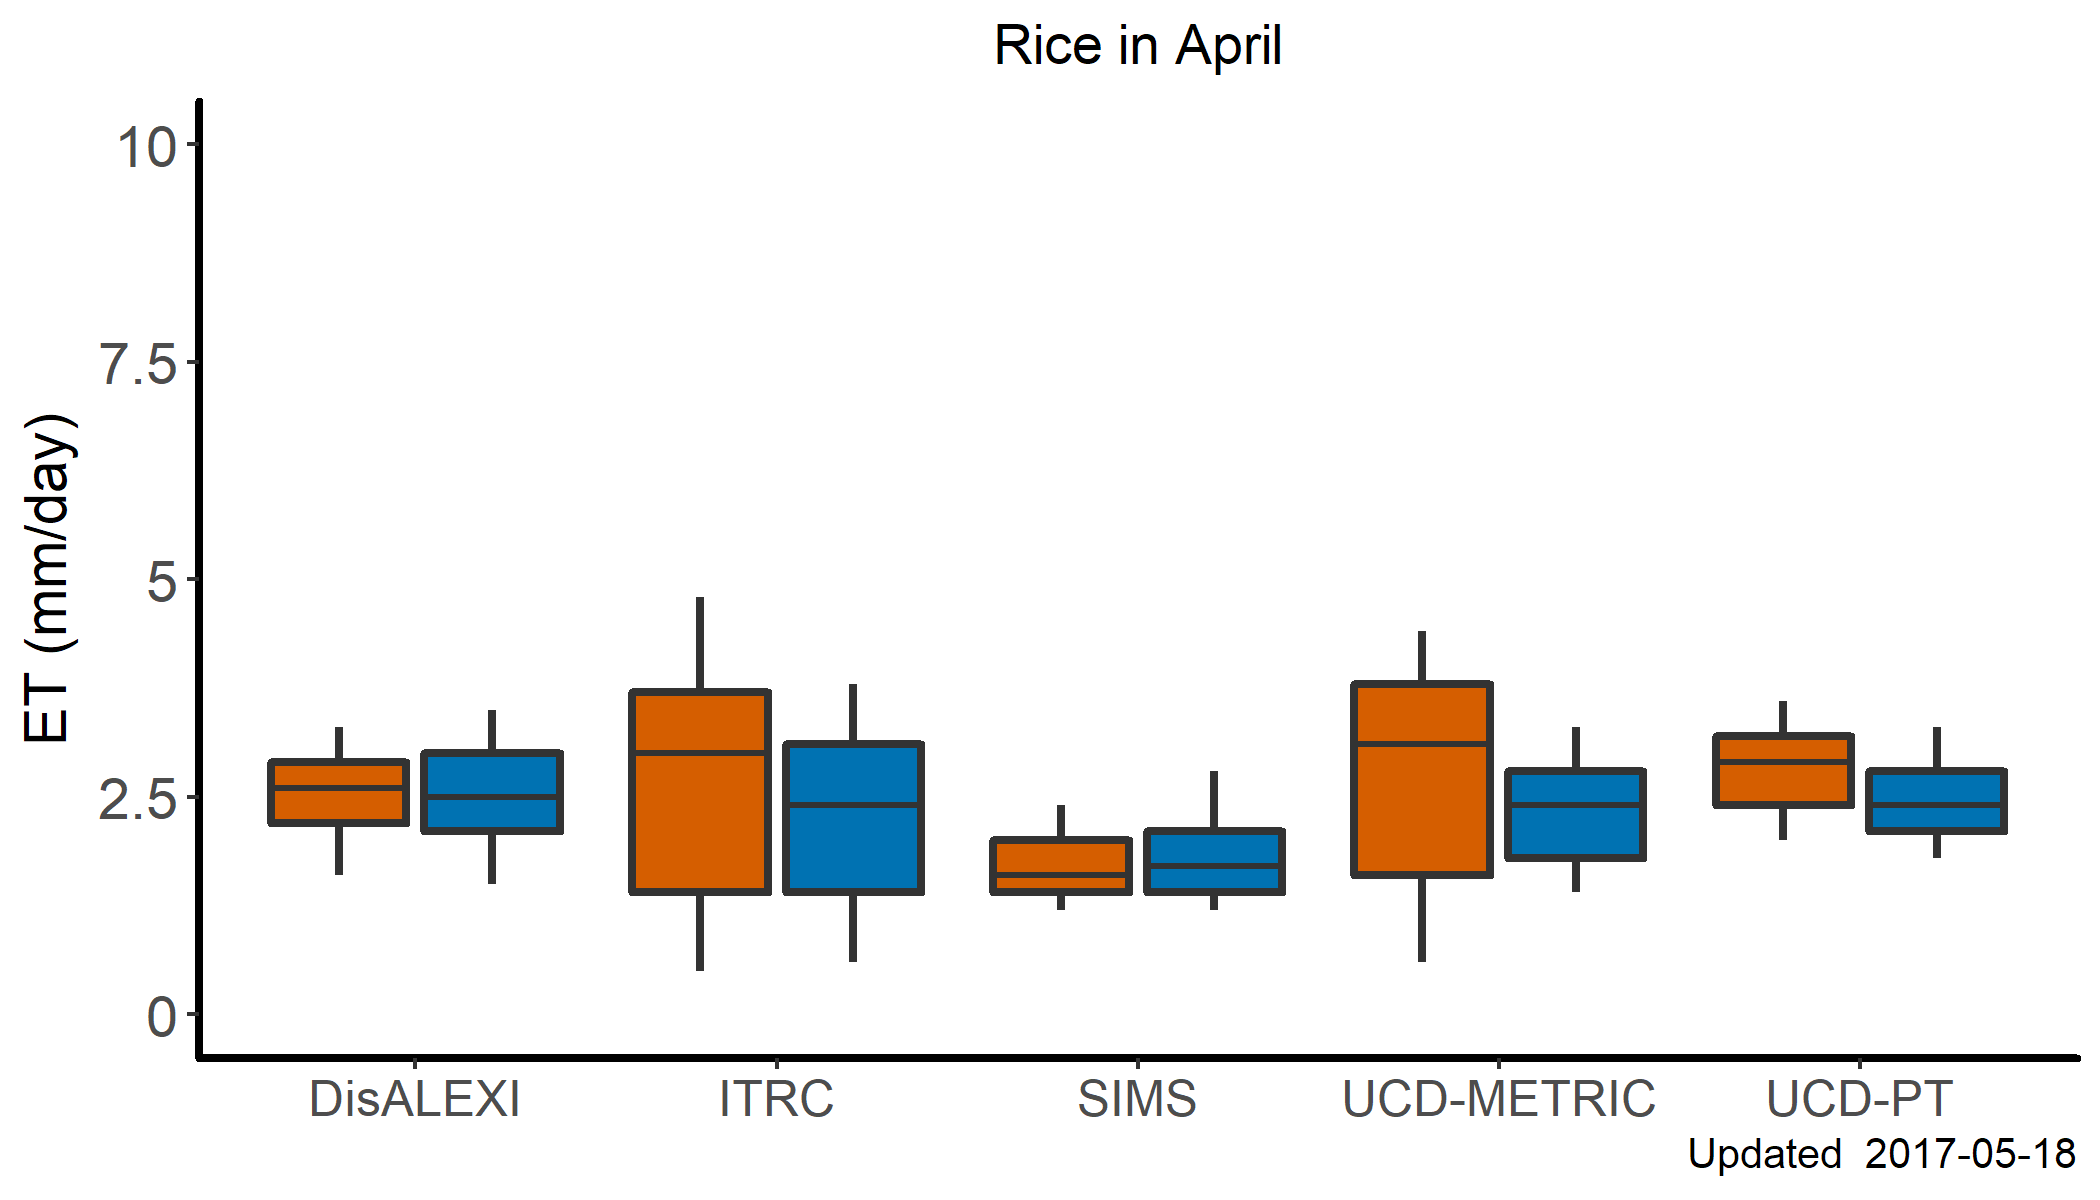 Rice in April
ET (mm/day)
10
7.5
5
2.5
0
DisALEXI ITRC SIMS UCD-METRIC UCD-PT
Updated  2017-05-18